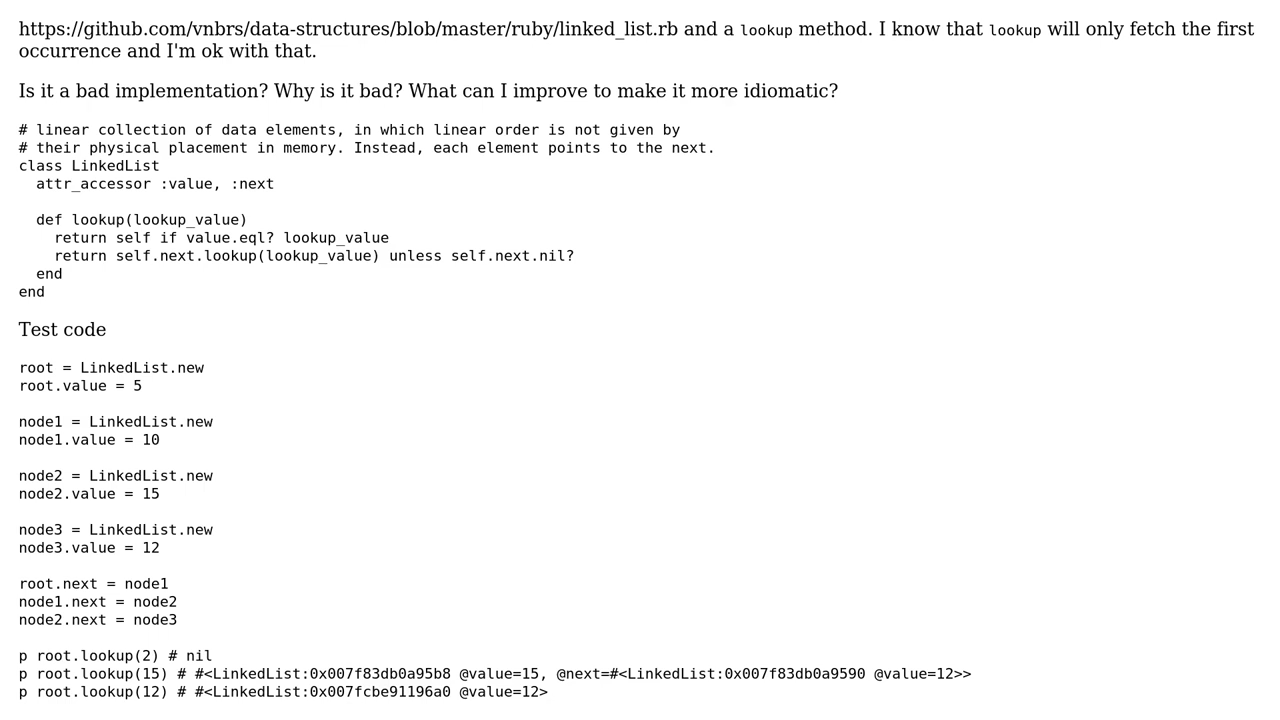 https://github.com/vnbrs/data-structures/blob/master/ruby/linked_list.rb and a lookup method. I know that lookup will only fetch the first
occurrence and I'm ok with that.
Is it a bad implementation? Why is it bad? What can I improve to make it more idiomatic?
# linear collection of data elements, in which linear order is not given by
# their physical placement in memory. Instead, each element points to the next.
class LinkedList
  attr_accessor :value, :next

  def lookup(lookup_value)
    return self if value.eql? lookup_value
    return self.next.lookup(lookup_value) unless self.next.nil?
  end
end
Test code
root = LinkedList.new
root.value = 5

node1 = LinkedList.new
node1.value = 10

node2 = LinkedList.new
node2.value = 15

node3 = LinkedList.new
node3.value = 12

root.next = node1
node1.next = node2
node2.next = node3

p root.lookup(2) # nil
p root.lookup(15) # #<LinkedList:0x007f83db0a95b8 @value=15, @next=#<LinkedList:0x007f83db0a9590 @value=12>>
p root.lookup(12) # #<LinkedList:0x007fcbe91196a0 @value=12>